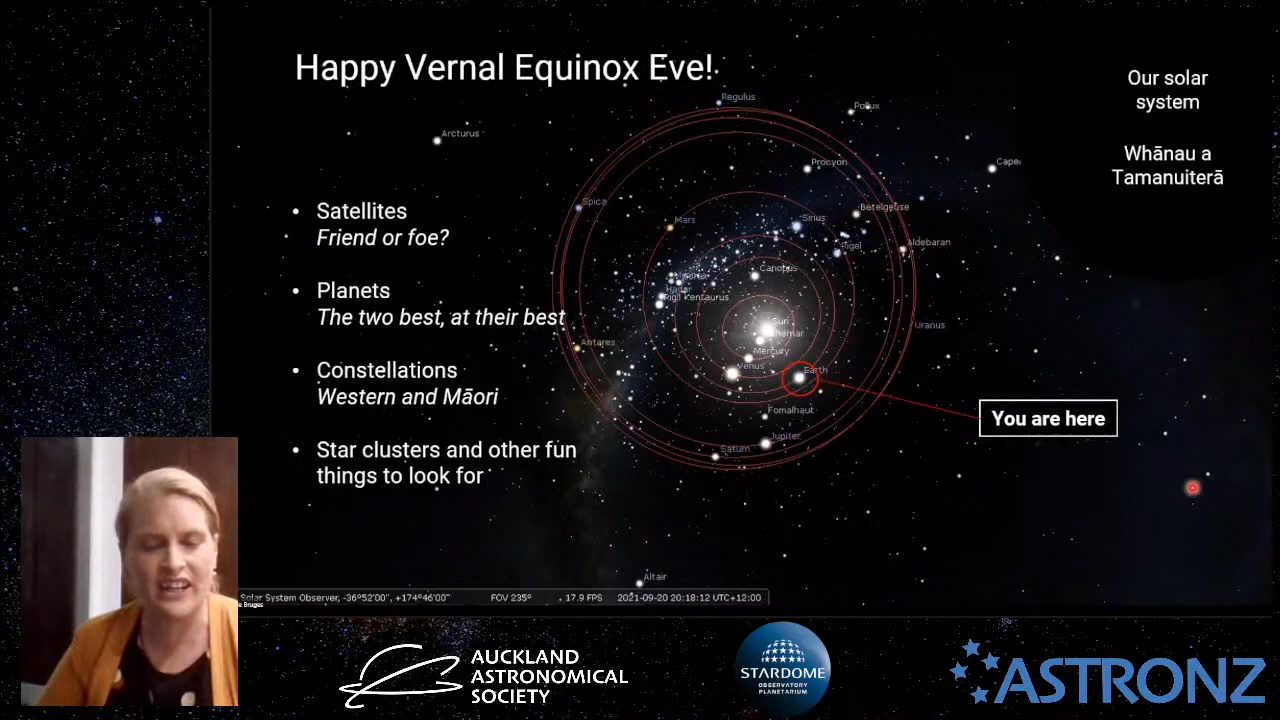 Happy Vernal Equinox Eve!
Our solar
system
Whānau a
Tamanuiterā
Regulus
Pollux
Arcturus
Procyon
Cape
• Satellites
Friend or foe?
Spica
Mars
Sirius
Betelgeuse
Rigel
Aldebaran
Canopus
• Planets
The two best, at their best
Rigil Kentaurus
Sun
Uranus
Antares
Mercury
Venus
Earth
• Constellations
Western and Māori
Fomalhaut
You are here
Jupiter
Saturn
• Star clusters and other fun
things to look for
Altair
Solar System Observer, -36°52'00", +174°46'00" FOV 235° 17.9 FPS 2021-09-20 20:18:12 UTC+12:00
e Bruges
AUCKLAND
ASTRONOMICAL
SOCIETY
STARDOME
OBSERVATORY
PLANETARIUM
ASTRONZ